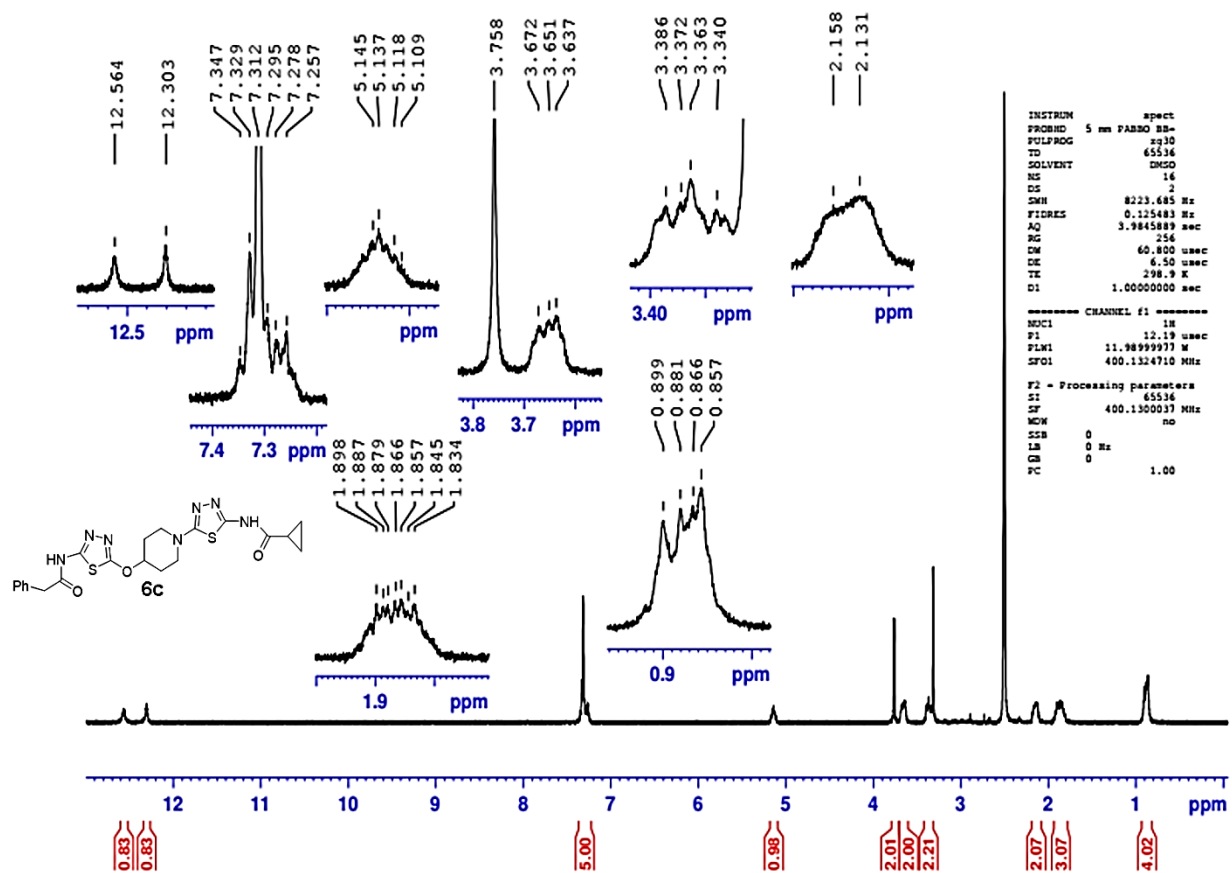 12.564
12.303
7.347
7.329
7.312
7.295
7.278
7.257
5.145
5.137
5.118
5.109
3.758
3.672
3.651
3.637
3.386
3.372
3.363
3.340
2.158
2.131
INSTRUM spect
PROBHD 5 mm PABBO BB-
PULPROG zg30
TD 65536
SOLVENT DMSO
NS 16
DS 2
SWH 8223.685 Hz
FIDRES 0.125483 Hz
AQ 3.9845889 sec
RG 256
DW 60.800 usec
DE 6.50 usec
TE 298.9 K
D1 1.00000000 sec
======== CHANNEL f1 ========
NUC1 1H
P1 12.19 usec
PLW1 11.98999977 W
SFO1 400.1324710 MHz
F2 - Processing parameters
SI 65536
SF 400.1300037 MHz
WDW no
SSB 0
LB 0 Hz
GB 0
PC 1.00
12.5 ppm
7.4 7.3 ppm
ppm
3.8 3.7 ppm
3.40 ppm
ppm
1.898
1.887
1.879
1.866
1.857
1.845
1.834
1.9 ppm
0.899
0.881
0.866
0.857
0.9 ppm
N N
N N
NH
N
S
O
NH
S
O
Ph
O
6c
12 11 10 9 8 7 6 5 4 3 2 1 ppm
0.83
0.83
5.00
0.98
2.01
2.00
2.21
2.07
3.07
4.02